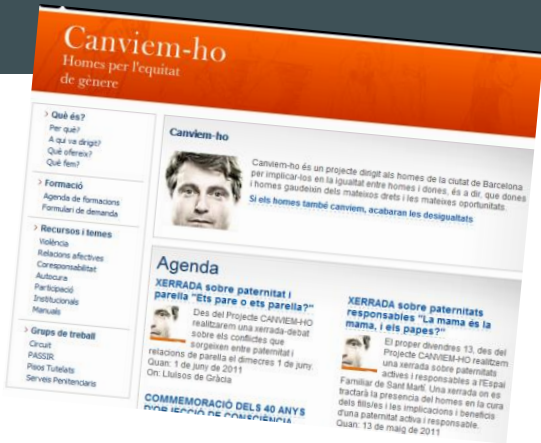 Canviem-ho
Homes per l'equitat
de gènere
> Què és?
Per què?
A qui va dirigit?
Què ofereix?
Què fem?
> Formació
Agenda de formacions
Formulari de demanda
> Recursos i temes
Violència
Relacions afectives
Coresponsabilitat
Autocura
Participació
Institucionals
Manuals
> Grups de treball
Circuit
PASSIR
Pisos Tutelats
Serveis Penitenciaris
Canviem-ho
Canviem-ho és un projecte dirigit als homes de la ciutat de Barcelona
per implicar-los en la igualtat entre homes i dones, és a dir, que dones
i homes gaudeixin dels mateixos drets i les mateixes oportunitats.
Si els homes també canviem, acabaran les desigualtats
Agenda
XERRADA sobre paternitat i
parella "Ets pare o ets parella?"
Des del Projecte CANVIEM-HO
realitzarem una xerrada-debat
sobre els conflictes que
sorgeixen entre paternitat i
relacions de parella el dimecres 1 de juny.
Quan: 1 de juny de 2011
On: Lluïsos de Gràcia
COMMEMORACIÓ DELS 40 ANYS
D'OBJECCIÓ DE CONSCIÈNCIA
XERRADA sobre paternitats
responsables "La mama és la
mama, i els papes?"
El proper divendres 13, des del
Projecte CANVIEM-HO realitzem
una xerrada sobre paternitats
actives i responsables a l'Espai
Familiar de Sant Martí. Una xerrada on es
tractarà la presencia del homes en la cura
dels fills/es i les implicacions i beneficis
d'una paternitat activa i responsable.
Quan: 13 de maig de 2011